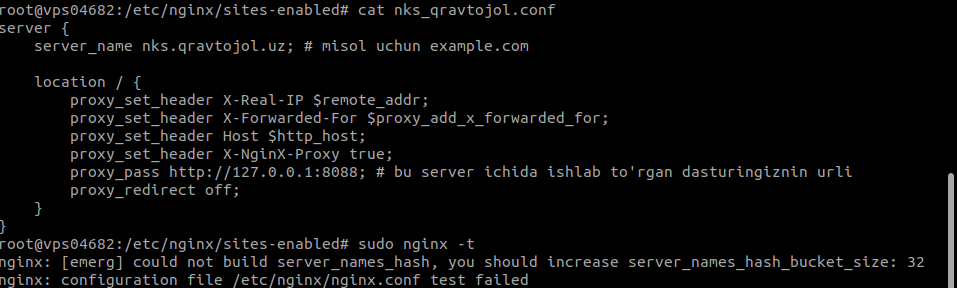 root@vps04682:/etc/nginx/sites-enabled# cat nks_qravtojol.conf
server {
    server_name nks.qravtojol.uz; # misol uchun example.com

    location / {
        proxy_set_header X-Real-IP $remote_addr;
        proxy_set_header X-Forwarded-For $proxy_add_x_forwarded_for;
        proxy_set_header Host $http_host;
        proxy_set_header X-NginX-Proxy true;
        proxy_pass http://127.0.0.1:8088; # bu server ichida ishlab to'rgan dasturingiznin urli
        proxy_redirect off;
    }
}
root@vps04682:/etc/nginx/sites-enabled# sudo nginx -t
nginx: [emerg] could not build server_names_hash, you should increase server_names_hash_bucket_size: 32
nginx: configuration file /etc/nginx/nginx.conf test failed